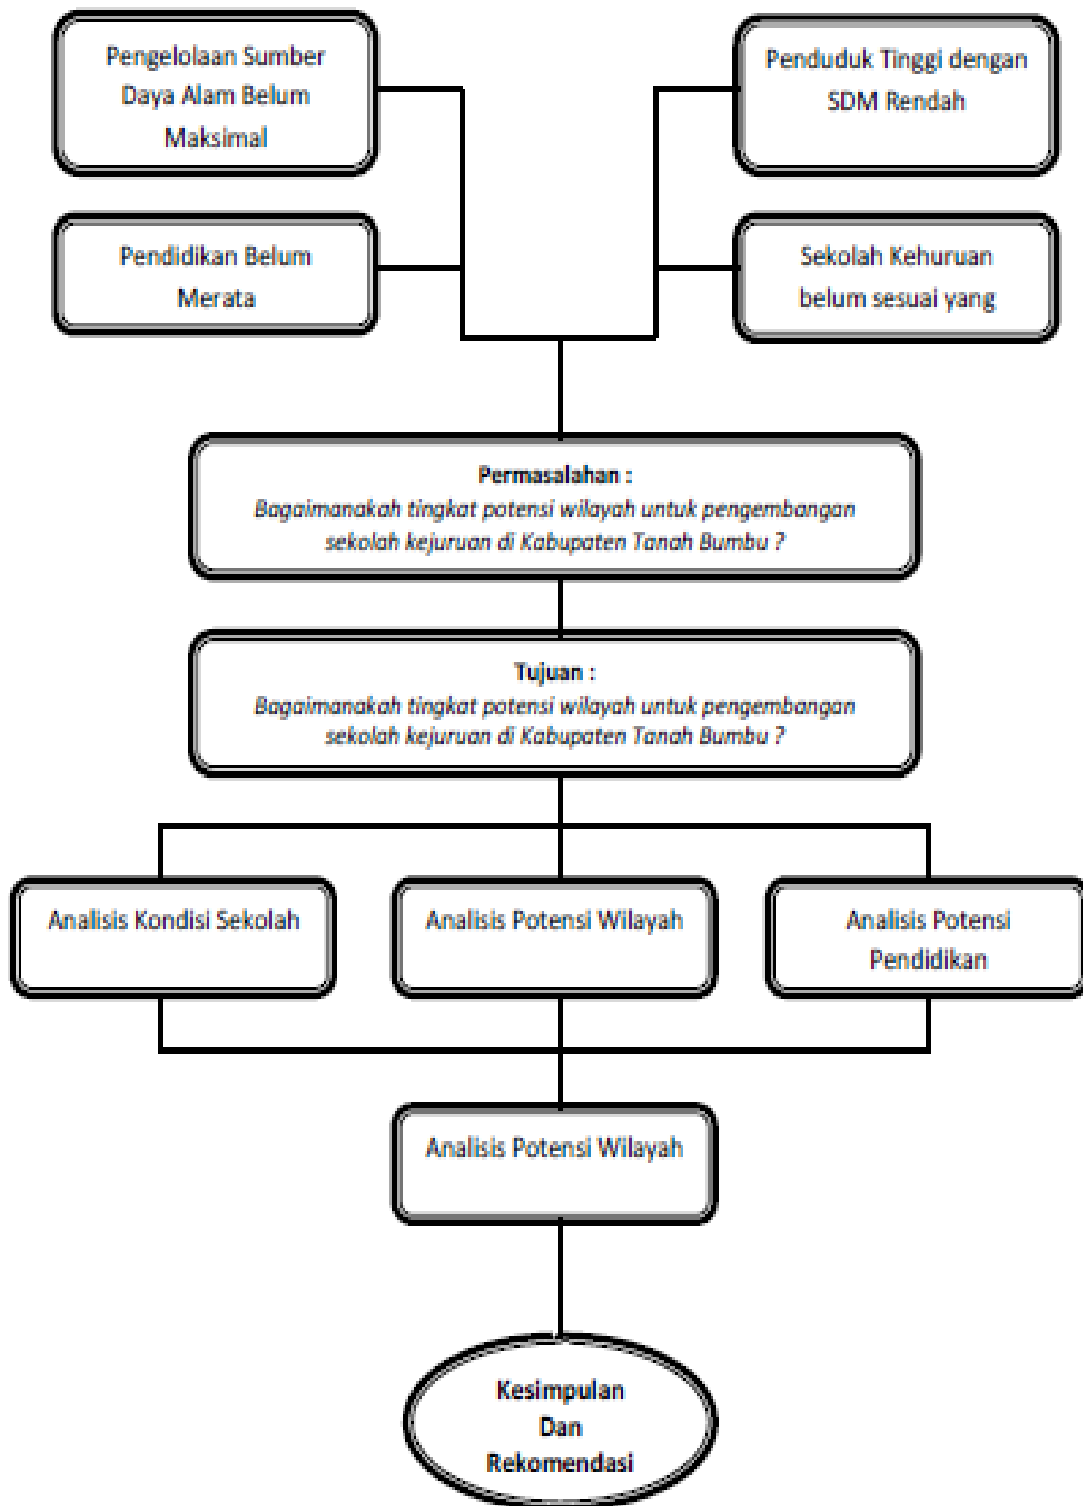 Pengelolaan Sumber
Daya Alam Belum
Maksimal
Penduduk Tinggi dengan
SDM Rendah
Pendidikan Belum
Merata
Sekolah Kehuruan
belum sesuai yang
Permasalahan :
Bagaimanakah tingkat potensi wilayah untuk pengembangan
sekolah kejuruan di Kabupaten Tanah Bumbu ?
Tujuan :
Bagaimanakah tingkat potensi wilayah untuk pengembangan
sekolah kejuruan di Kabupaten Tanah Bumbu ?
Analisis Kondisi Sekolah
Analisis Potensi Wilayah
Analisis Potensi
Pendidikan
Analisis Potensi Wilayah
Kesimpulan
Dan
Rekomendasi